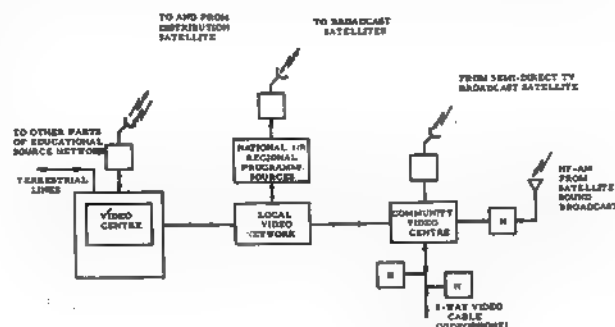 TO AND FROM
DISTRIBUTION
SATELLITE
TO BROADCAST
SATELLITES
FROM SEMI-DIRECT TV
BROADCAST SATELLITE
TO OTHER PARTS
OF EDUCATIONAL
SOURCE NETWORK
TERRESTRIAL
LINES
NATIONAL OR
REGIONAL
PROGRAMME
SOURCES
HF-AM
FROM
SATELLITE
SOUND
BROADCAST
VIDEO
CENTRE
LOCAL
VIDEO
NETWORK
COMMUNITY
VIDEO
CENTRE
H
H
H
2-WAY VIDEO
CABLE
(VIDEOPHONE)